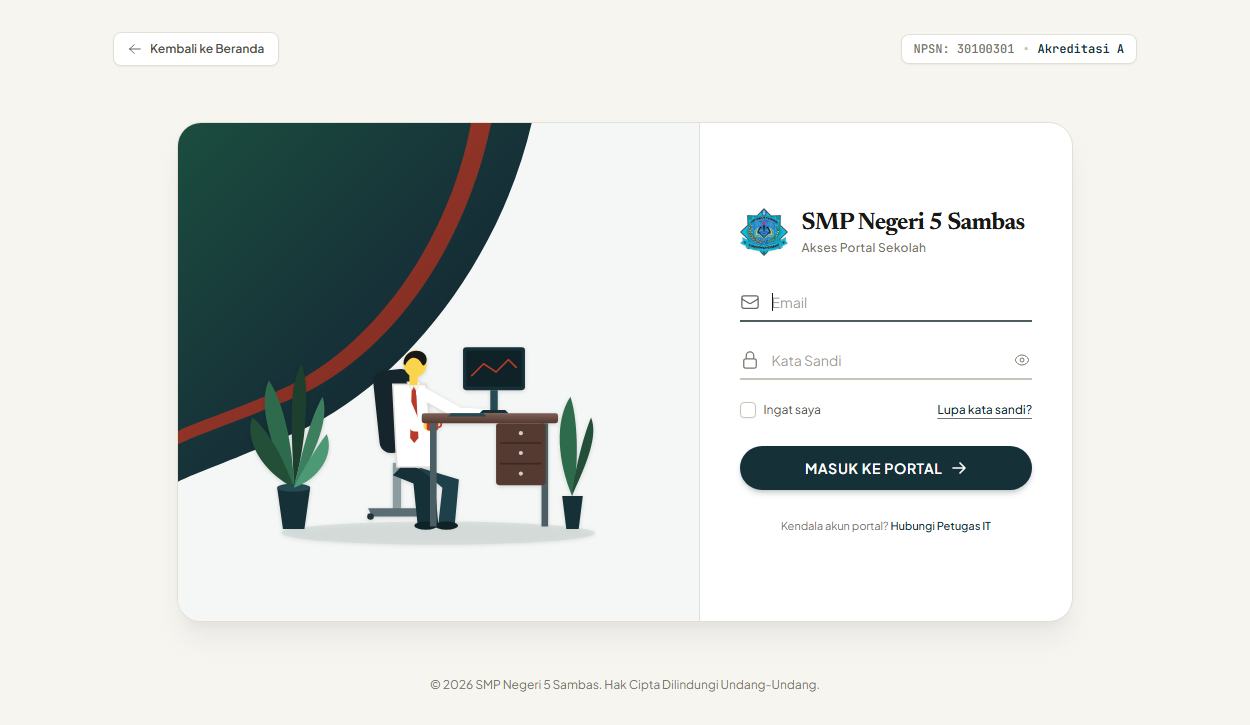 Kembali ke Beranda
NPSN: 30100301 • Akreditasi A
SMP Negeri 5 Sambas
Akses Portal Sekolah
Email
Kata Sandi
Ingat saya
Lupa kata sandi?
MASUK KE PORTAL →
Kendala akun portal? Hubungi Petugas IT
© 2026 SMP Negeri 5 Sambas. Hak Cipta Dilindungi Undang-Undang.